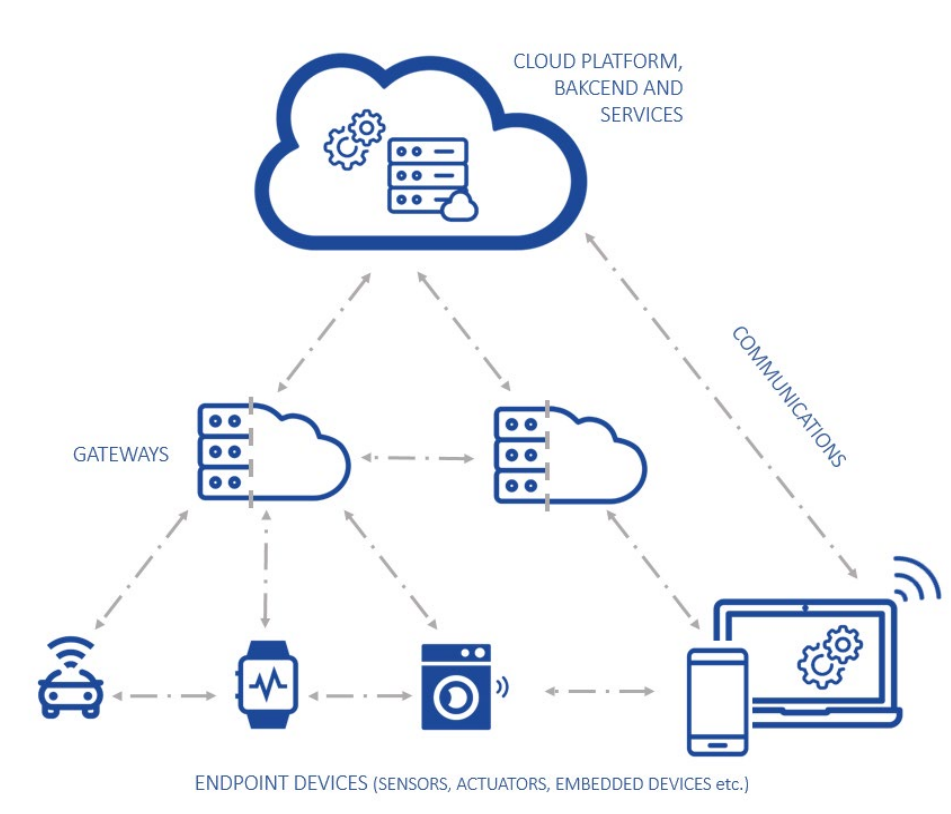 CLOUD PLATFORM,
BAKCEND AND
SERVICES
COMMUNICATIONS
GATEWAYS
ENDPOINT DEVICES (SENSORS, ACTUATORS, EMBEDDED DEVICES etc.)